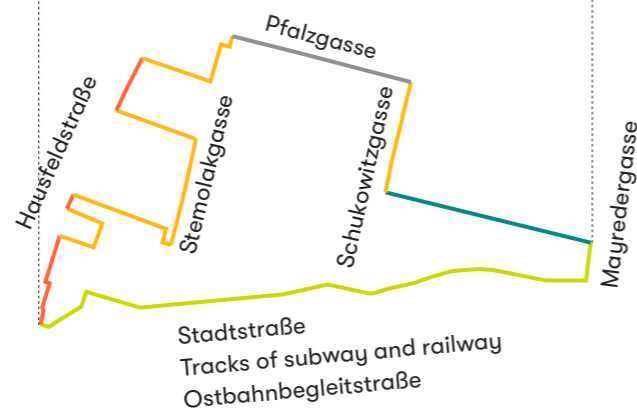 Pfalzgasse
Hausfeldstraße
Stemolakgasse
Schukowitzgasse
Mayredergasse
Stadtstraße
Tracks of subway and railway
Ostbahnbegleitstraße